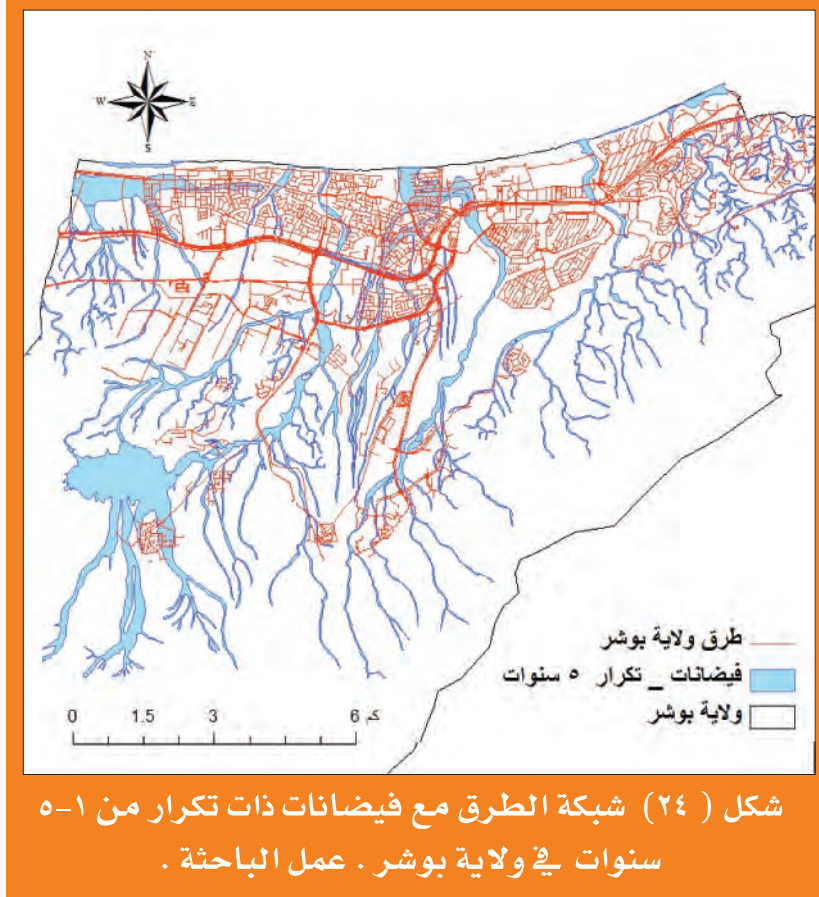 N
W E
S
طرق ولاية بوشر
فيضانات _ تكرار ٥ سنوات
ولاية بوشر
0 1.5 3 6 كم
شكل ( ٢٤ ) شبكة الطرق مع فيضانات ذات تكرار من ١-٥
سنوات في ولاية بوشر . عمل الباحثة .